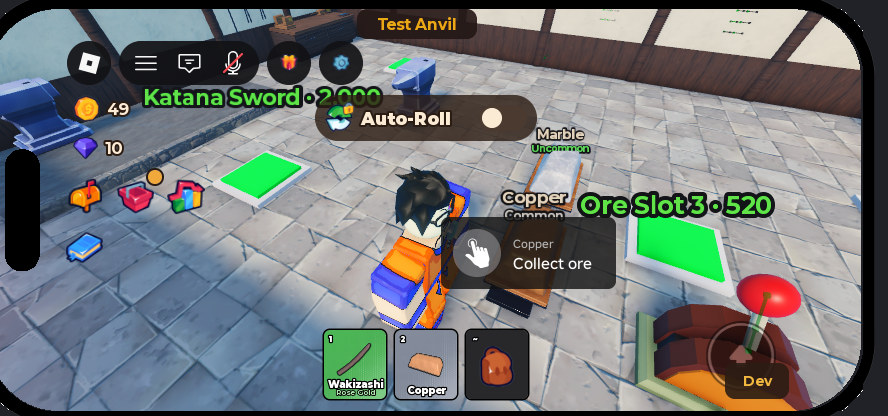 Test Anvil
49
Katana Sword • 2,000
Auto-Roll
10
Marble
Uncommon
Copper
Common
Ore Slot 3 • 520
Copper
Collect ore
1
Wakizashi
Rose Gold
2
Copper
~
Dev